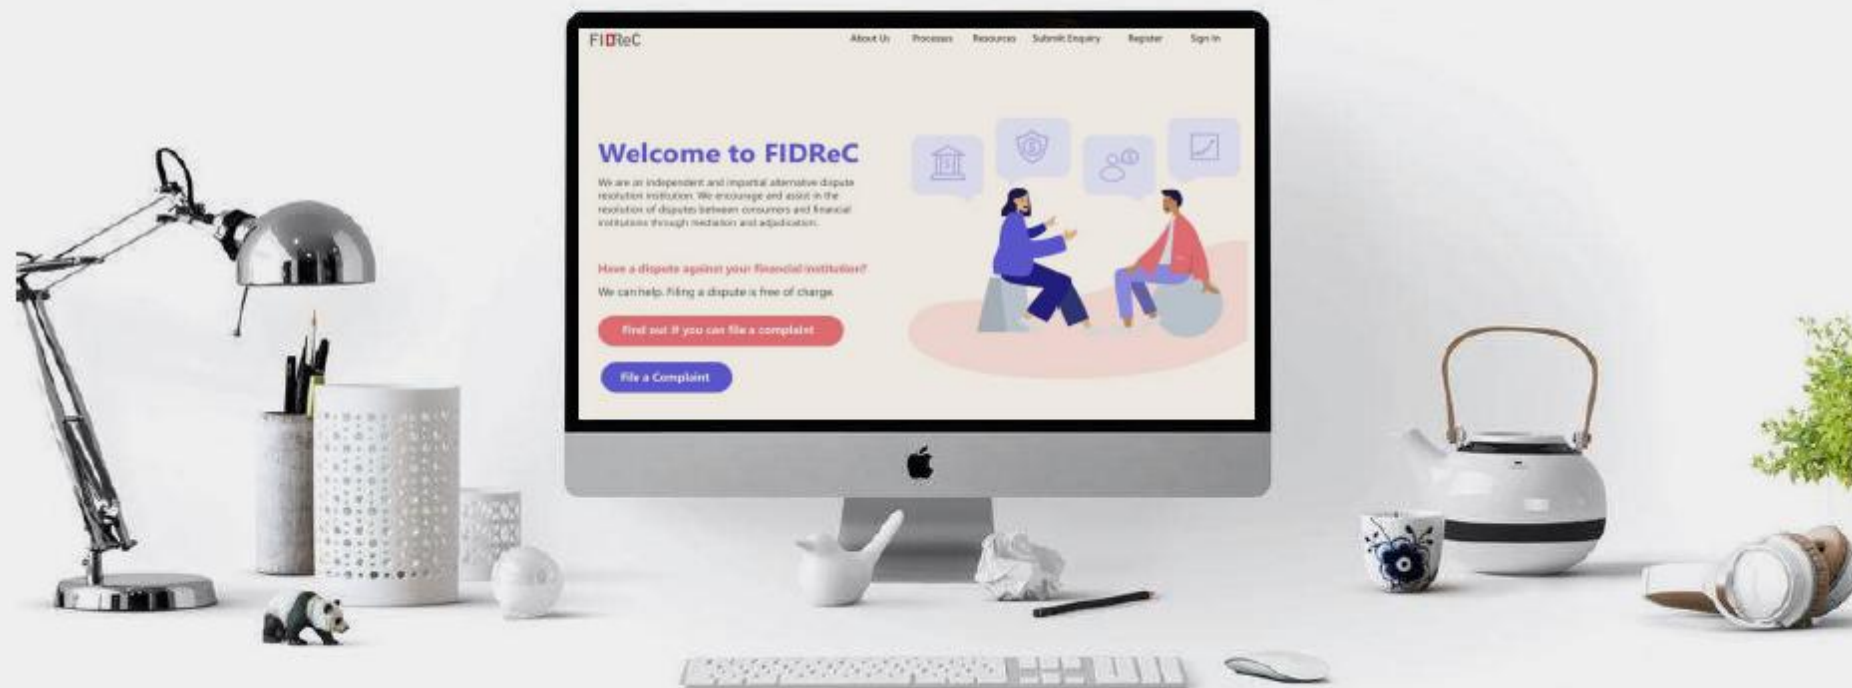 FIDReC
About Us Processes Resources Submit Enquiry Register Sign In
Welcome to FIDReC
We are an independent and impartial alternative dispute
resolution institution. We encourage and assist in the
resolution of disputes between consumers and financial
institutions through mediation and adjudication.
Have a dispute against your financial institution?
We can help. Filing a dispute is free of charge
Find out if you can file a complaint
File a Complaint